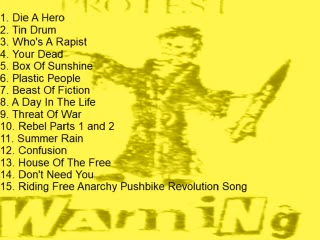 PROTEST
1. Die A Hero
2. Tin Drum
3. Who's A Rapist
4. Your Dead
5. Box Of Sunshine
6. Plastic People
7. Beast Of Fiction
8. A Day In The Life
9. Threat Of War
10. Rebel Parts 1 and 2
11. Summer Rain
12. Confusion
13. House Of The Free
14. Don't Need You
15. Riding Free Anarchy Pushbike Revolution Song
WarniNg